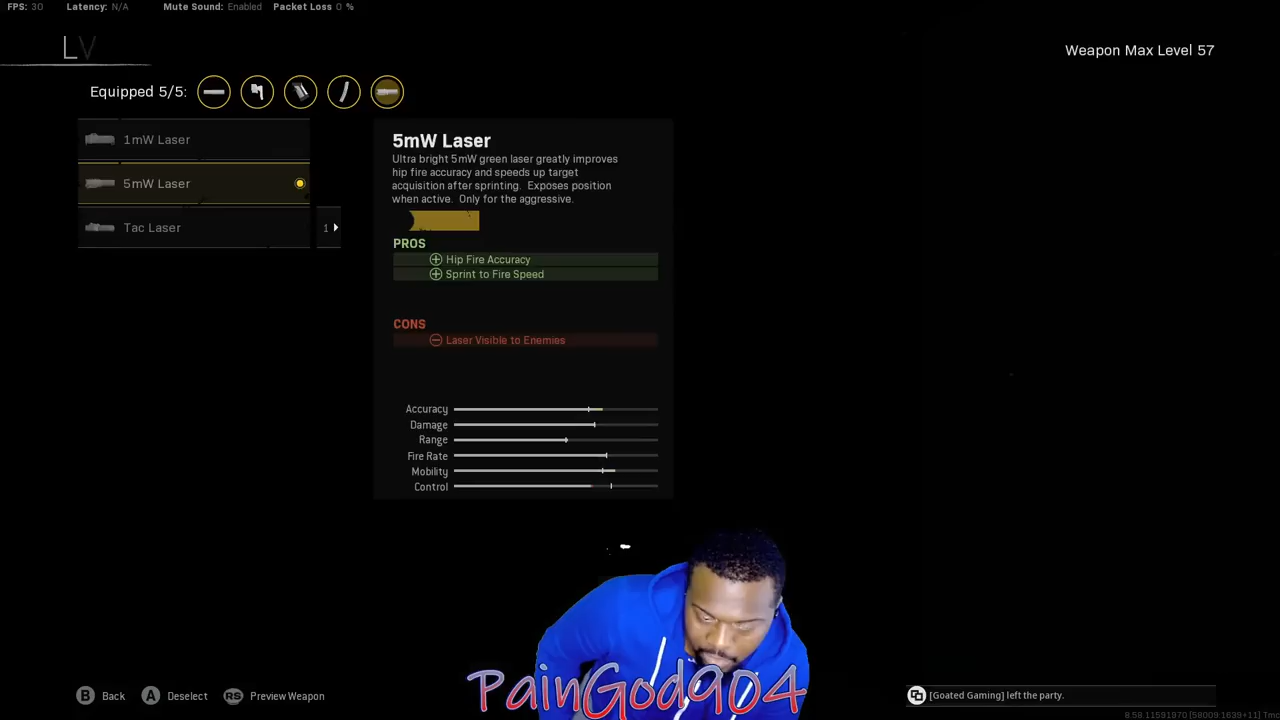 FPS: 30 Latency: N/A Mute Sound: Enabled Packet Loss 0 %
LV
Weapon Max Level 57
Equipped 5/5:
1mW Laser
5mW Laser
Tac Laser
1
5mW Laser
Ultra bright 5mW green laser greatly improves
hip fire accuracy and speeds up target
acquisition after sprinting. Exposes position
when active. Only for the aggressive.
PROS
Hip Fire Accuracy
Sprint to Fire Speed
CONS
Laser Visible to Enemies
Accuracy
Damage
Range
Fire Rate
Mobility
Control
PainGod904
B Back A Deselect RS Preview Weapon
[Goated Gaming] left the party.